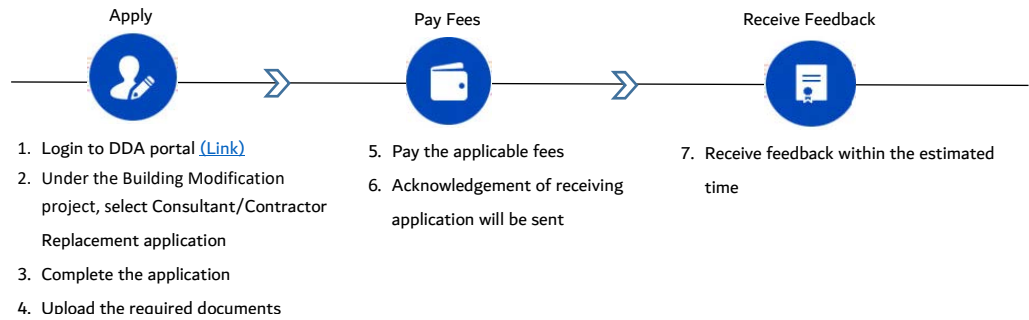 Apply
Pay Fees
Receive Feedback
1. Login to DDA portal (Link)
2. Under the Building Modification
project, select Consultant/Contractor
Replacement application
3. Complete the application
4. Upload the required documents
5. Pay the applicable fees
6. Acknowledgement of receiving
application will be sent
7. Receive feedback within the estimated
time